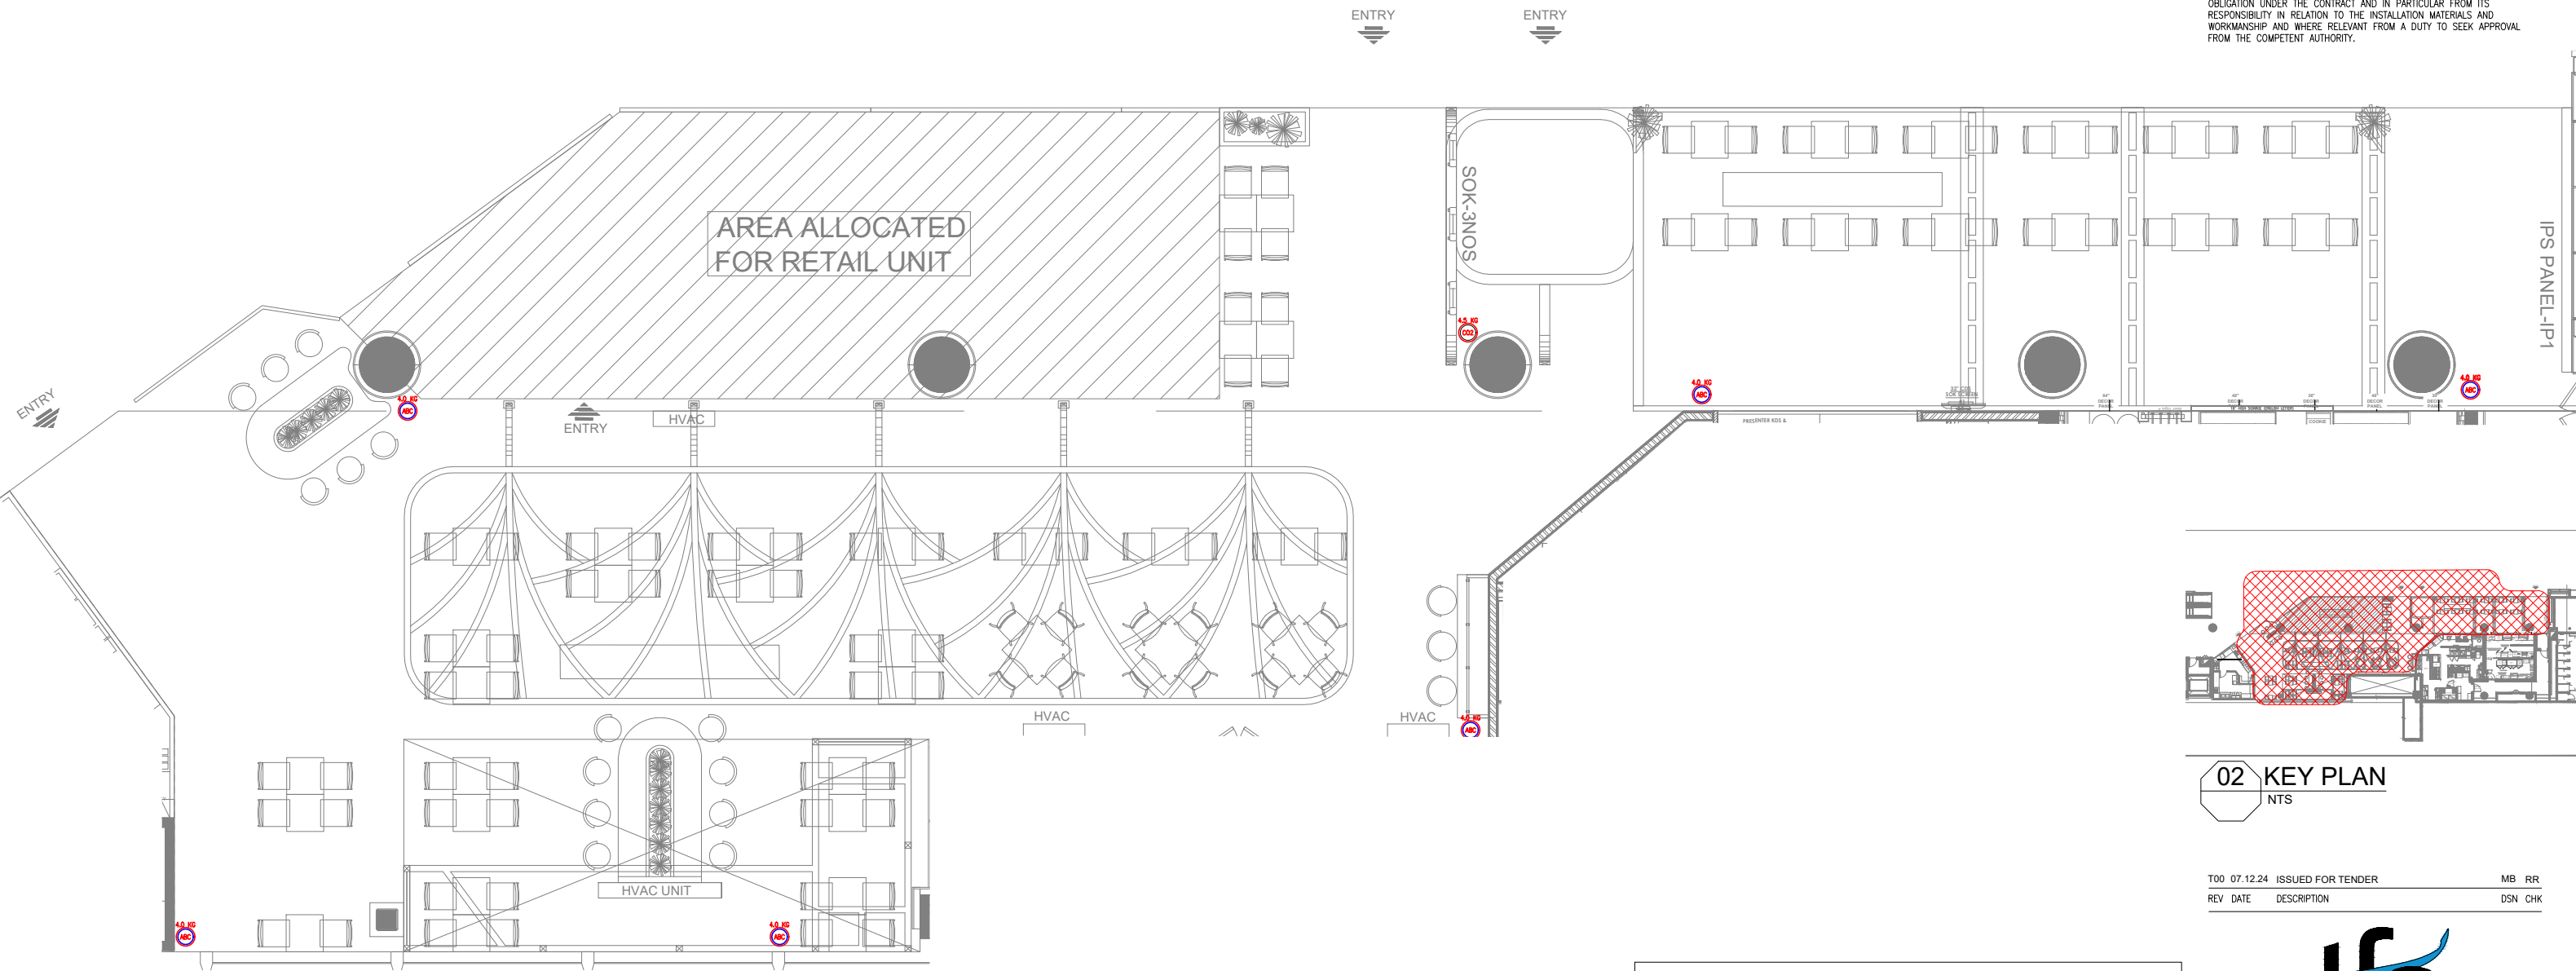 OBLIGATION UNDER THE CONTRACT AND IN PARTICULAR FROM ITS
RESPONSIBILITY IN RELATION TO THE INSTALLATION MATERIALS AND
WORKMANSHIP AND WHERE RELEVANT FROM A DUTY TO SEEK APPROVAL
FROM THE COMPETENT AUTHORITY.
ENTRY
ENTRY
AREA ALLOCATED
FOR RETAIL UNIT
SOK-3NOS
IPS PANEL-IP1
4.5 KG
CO2
4.0 KG
ABC
4.0 KG
ABC
4.0 KG
ABC
ENTRY
ENTRY
HVAC
PRESENTER KDS &
DECOR
PANEL
COOKIE
HVAC
HVAC
4.0 KG
ABC
HVAC UNIT
4.0 KG
ABC
4.0 KG
ABC
02 KEY PLAN
NTS
T00 07.12.24 ISSUED FOR TENDER MB RR
REV DATE DESCRIPTION DSN CHK